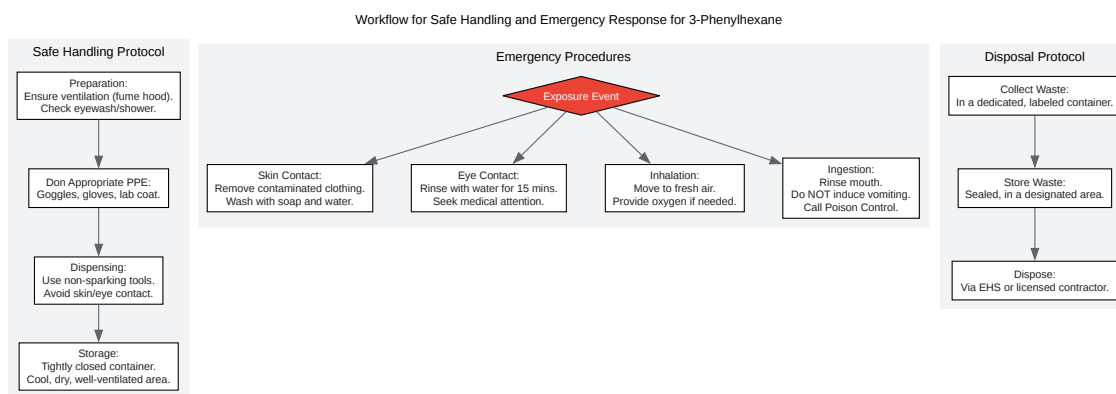 Workflow for Safe Handling and Emergency Response for 3-Phenylhexane
Safe Handling Protocol
Preparation:
Ensure ventilation (fume hood).
Check eyewash/shower.
Don Appropriate PPE:
Goggles, gloves, lab coat.
Dispensing:
Use non-sparking tools.
Avoid skin/eye contact.
Storage:
Tightly closed container.
Cool, dry, well-ventilated area.
Emergency Procedures
Exposure Event
Skin Contact:
Remove contaminated clothing.
Wash with soap and water.
Eye Contact:
Rinse with water for 15 mins.
Seek medical attention.
Inhalation:
Move to fresh air.
Provide oxygen if needed.
Ingestion:
Rinse mouth.
Do NOT induce vomiting.
Call Poison Control.
Disposal Protocol
Collect Waste:
In a dedicated, labeled container.
Store Waste:
Sealed, in a designated area.
Dispose:
Via EHS or licensed contractor.